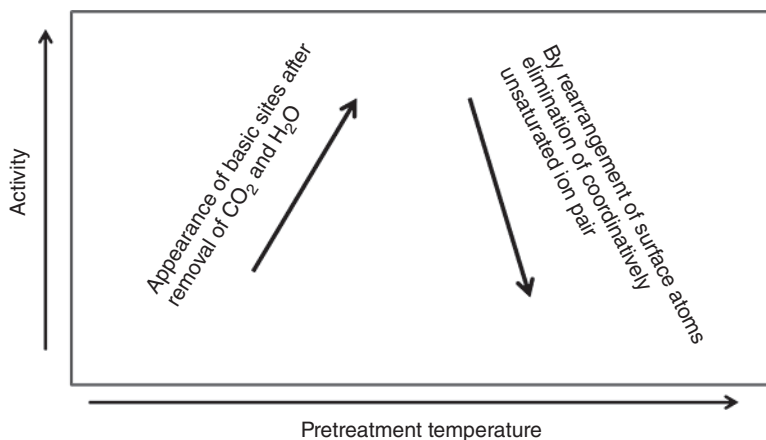 Activity
Appearance of basic sites after
removal of CO₂ and H₂O
By rearrangement of surface atoms
elimination of coordinatively
unsaturated ion pair
Pretreatment temperature